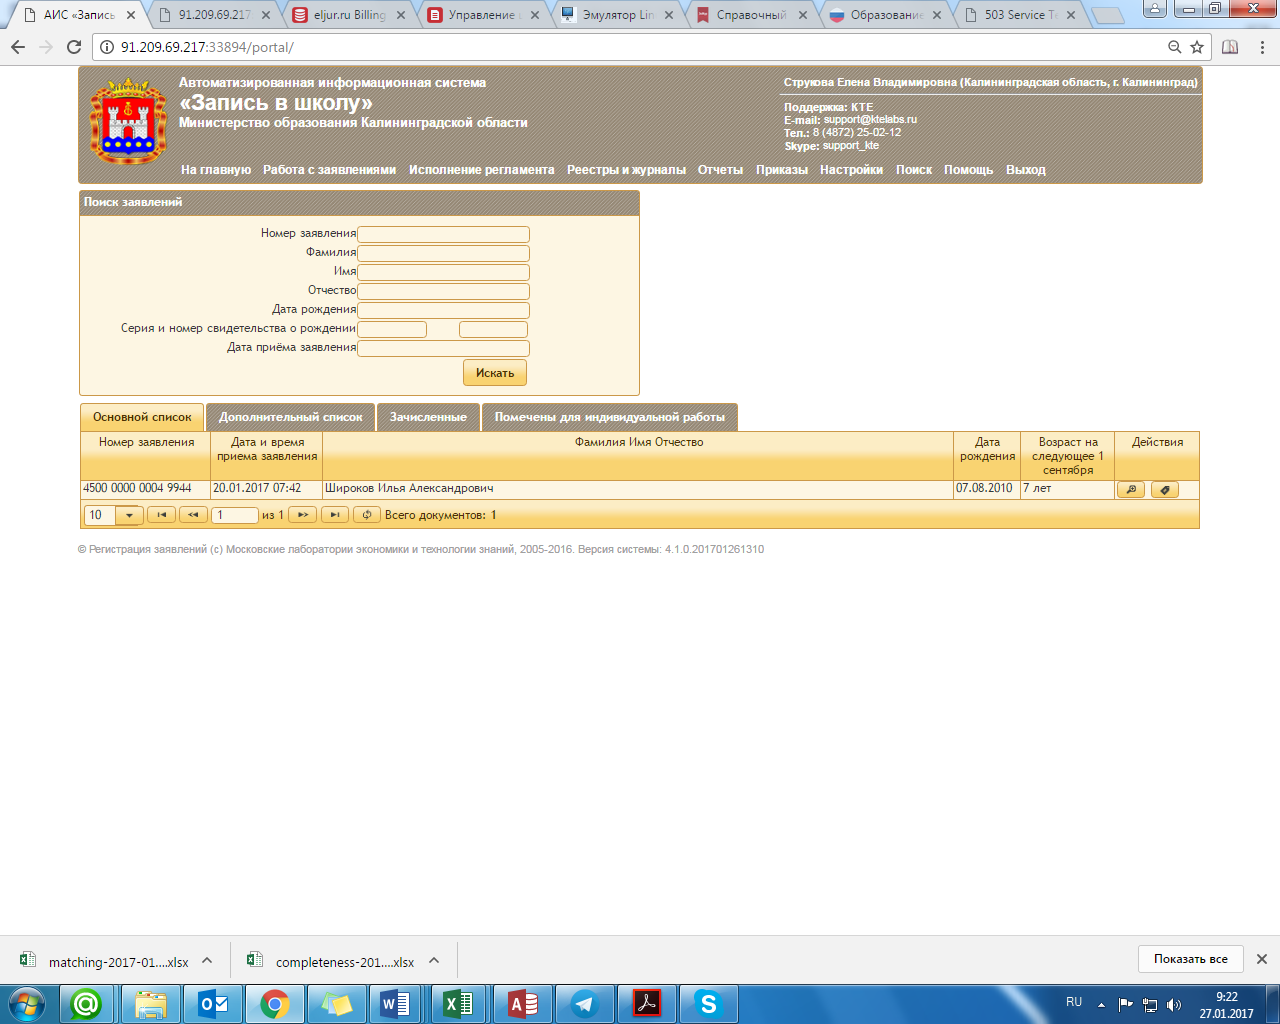 АИС «Запись
91.209.69.217
eljur.ru Billing
Управление
Эмулятор Lin
Справочный
Образование
503 Service Te
91.209.69.217:33894/portal/
Автоматизированная информационная система
«Запись в школу»
Министерство образования Калининградской области
Струкова Елена Владимировна (Калининградская область, г. Калининград)
Поддержка: КТЕ
E-mail: support@ktelabs.ru
Тел.: 8 (4872) 25-02-12
Skype: support_kte
На главную Работа с заявлениями Исполнение регламента Реестры и журналы Отчеты Приказы Настройки Поиск Помощь Выход
Поиск заявлений
Номер заявления
Фамилия
Имя
Отчество
Дата рождения
Серия и номер свидетельства о рождении
Дата приёма заявления
Искать
Основной список Дополнительный список Зачисленные Помечены для индивидуальной работы
Номер заявления
Дата и время
приема заявления
Фамилия Имя Отчество
Дата
рождения
Возраст на
следующее 1
сентября
Действия
4500 0000 0004 9944 20.01.2017 07:42 Широков Илья Александрович 07.08.2010 7 лет
10 1 из 1 Всего документов: 1
© Регистрация заявлений (с) Московские лаборатории экономики и технологии знаний, 2005-2016. Версия системы: 4.1.0.201701261310
matching-2017-01....xlsx
completeness-201....xlsx
Показать все
RU
9:22
27.01.2017